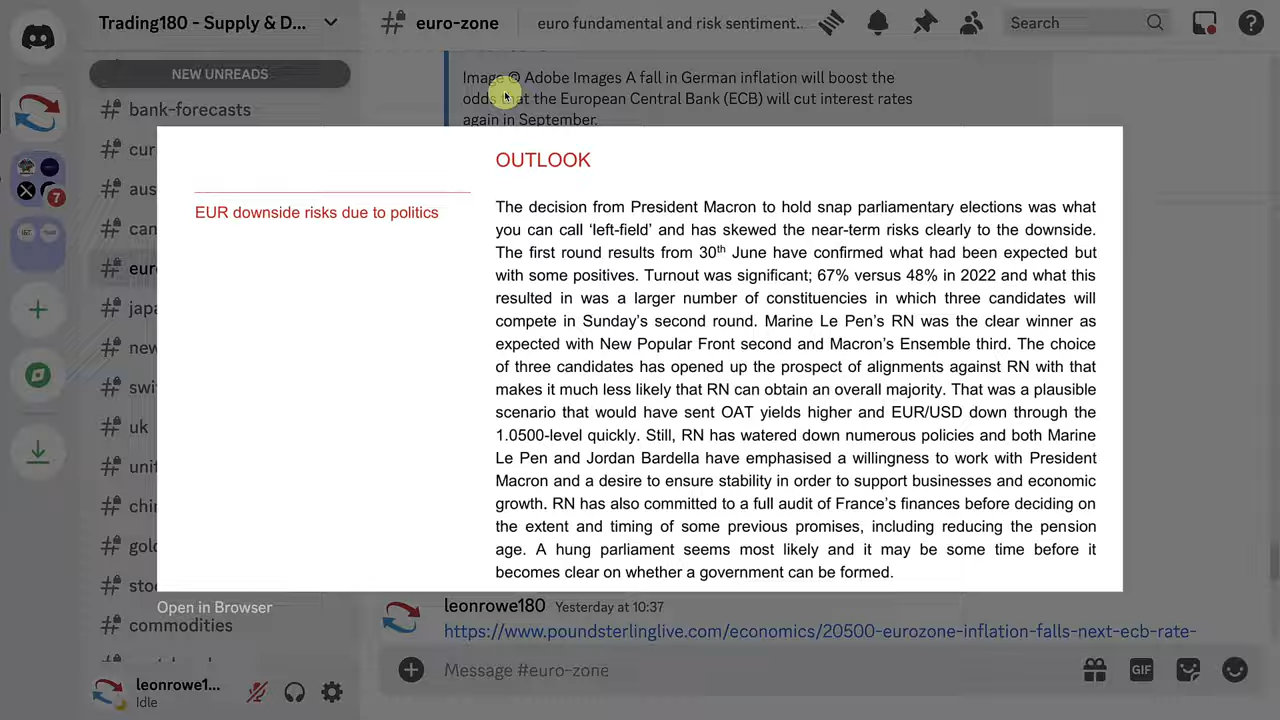 Trading180 - Supply & D...
euro-zone
euro fundamental and risk sentiment...
Search
NEW UNREADS
Image © Adobe Images A fall in German inflation will boost the
odds that the European Central Bank (ECB) will cut interest rates
again in September.
bank-forecasts
cur
aus
can
eur
japa
new
swi
uk
unit
chin
gold
stoc
commodities
7
OUTLOOK
EUR downside risks due to politics
The decision from President Macron to hold snap parliamentary elections was what
you can call ‘left-field’ and has skewed the near-term risks clearly to the downside.
The first round results from 30th June have confirmed what had been expected but
with some positives. Turnout was significant; 67% versus 48% in 2022 and what this
resulted in was a larger number of constituencies in which three candidates will
compete in Sunday’s second round. Marine Le Pen’s RN was the clear winner as
expected with New Popular Front second and Macron’s Ensemble third. The choice
of three candidates has opened up the prospect of alignments against RN with that
makes it much less likely that RN can obtain an overall majority. That was a plausible
scenario that would have sent OAT yields higher and EUR/USD down through the
1.0500-level quickly. Still, RN has watered down numerous policies and both Marine
Le Pen and Jordan Bardella have emphasised a willingness to work with President
Macron and a desire to ensure stability in order to support businesses and economic
growth. RN has also committed to a full audit of France’s finances before deciding on
the extent and timing of some previous promises, including reducing the pension
age. A hung parliament seems most likely and it may be some time before it
becomes clear on whether a government can be formed.
Open in Browser
leonrowe180 Yesterday at 10:37
https://www.poundsterlinglive.com/economics/20500-eurozone-inflation-falls-next-ecb-rate-
Message #euro-zone
GIF
leonrowe1...
Idle